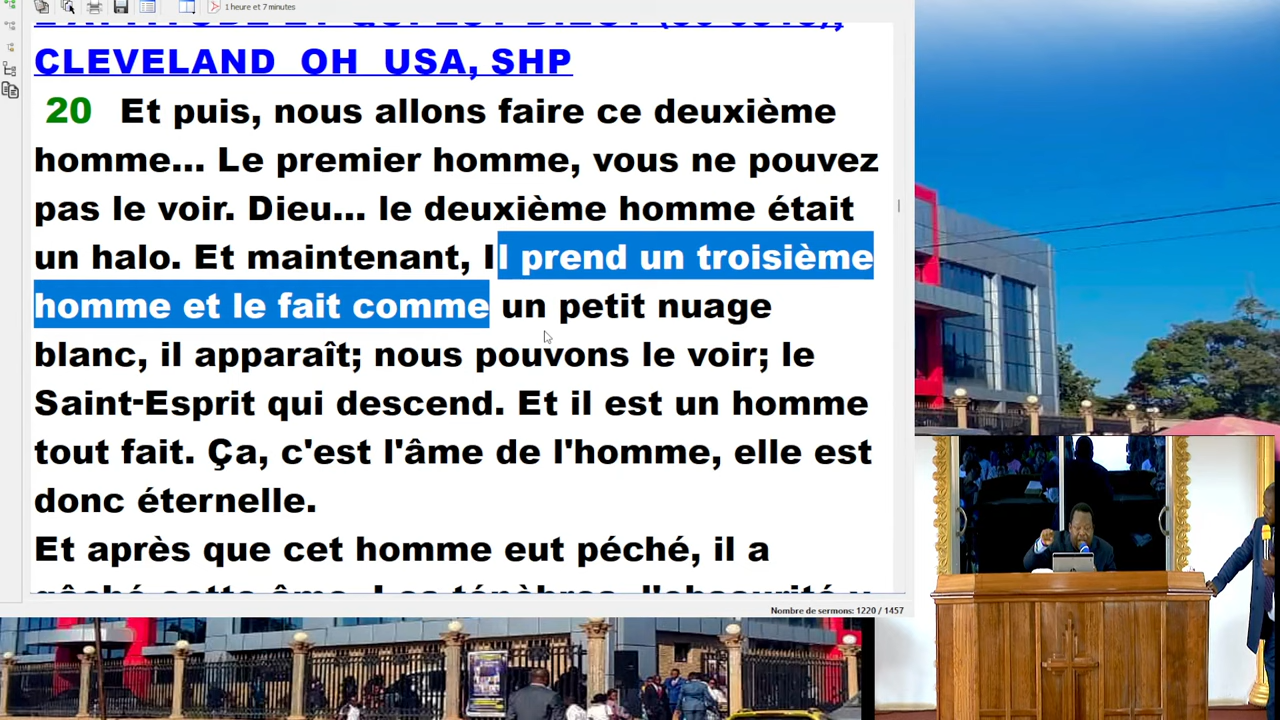 1 heure et 7 minutes
CLEVELAND OH USA, SHP
20 Et puis, nous allons faire ce deuxième
homme... Le premier homme, vous ne pouvez
pas le voir. Dieu... le deuxième homme était
un halo. Et maintenant, Il prend un troisième
homme et le fait comme un petit nuage
blanc, il apparaît; nous pouvons le voir; le
Saint-Esprit qui descend. Et il est un homme
tout fait. Ça, c'est l'âme de l'homme, elle est
donc éternelle.
Et après que cet homme eut péché, il a
Nombre de sermons: 1220 / 1457